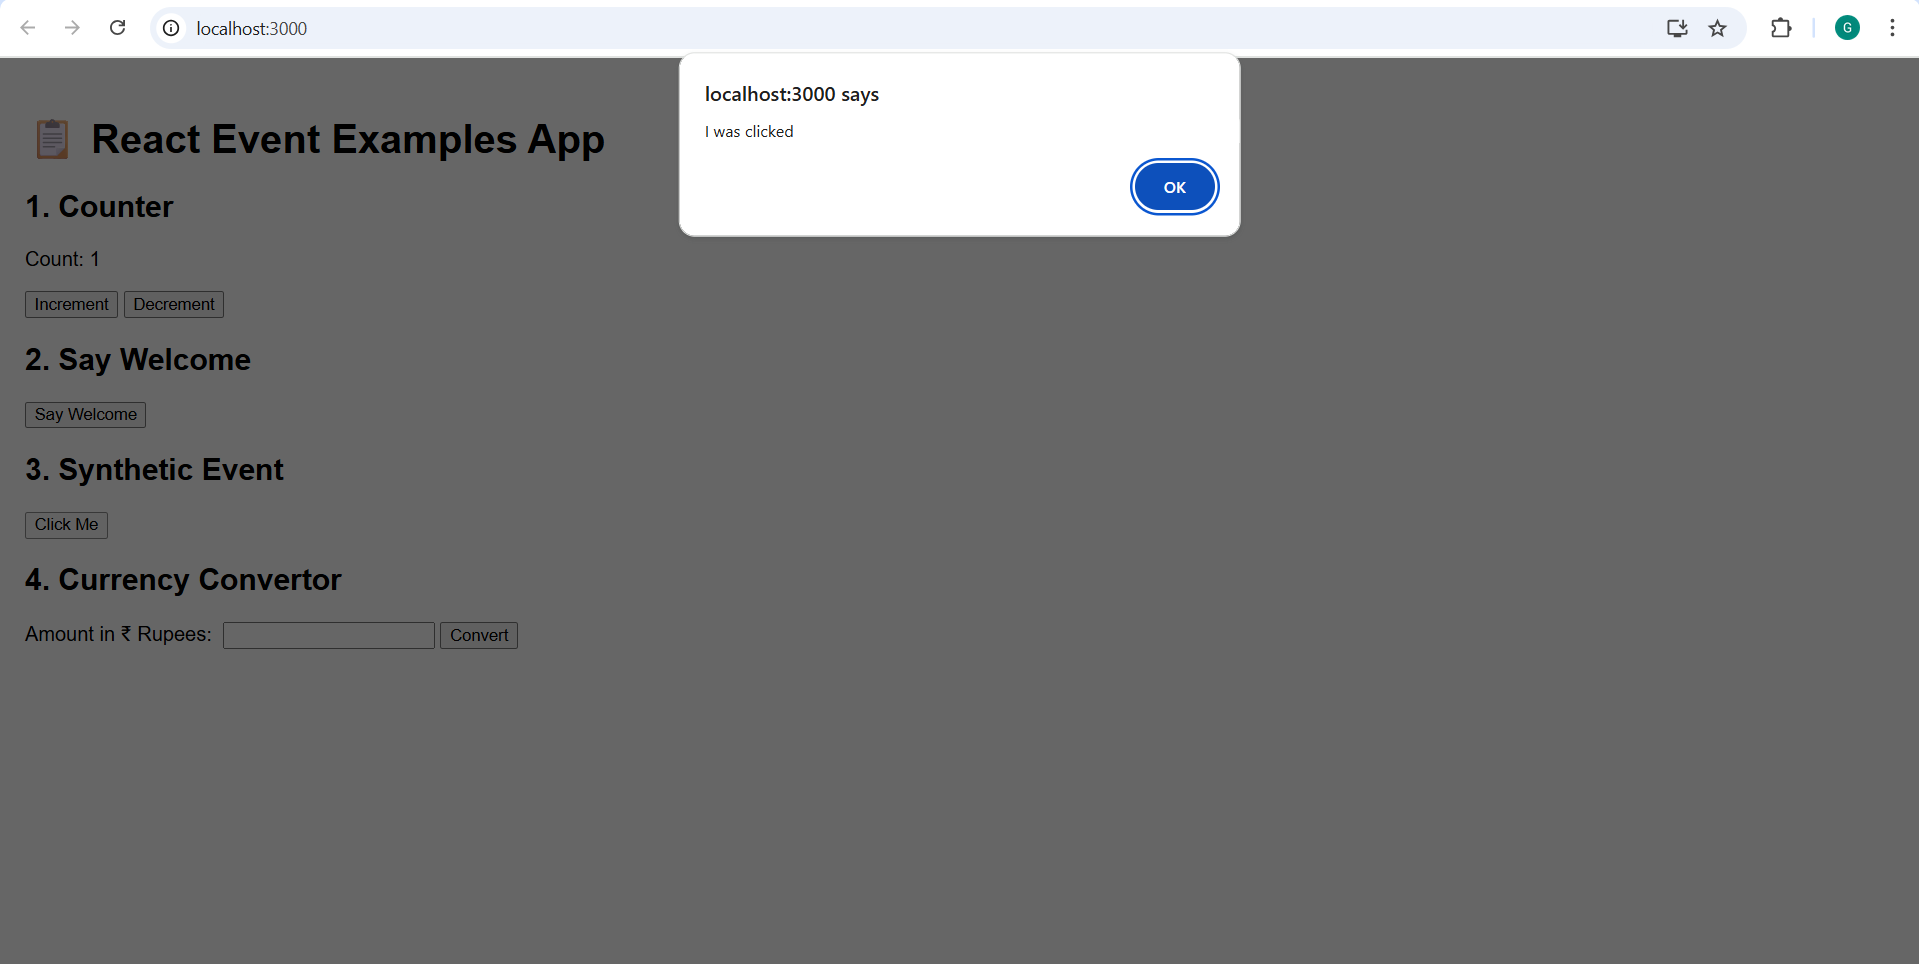 localhost:3000
G
localhost:3000 says
I was clicked
OK
React Event Examples App
1. Counter
Count: 1
Increment Decrement
2. Say Welcome
Say Welcome
3. Synthetic Event
Click Me
4. Currency Convertor
Amount in ₹ Rupees: Convert